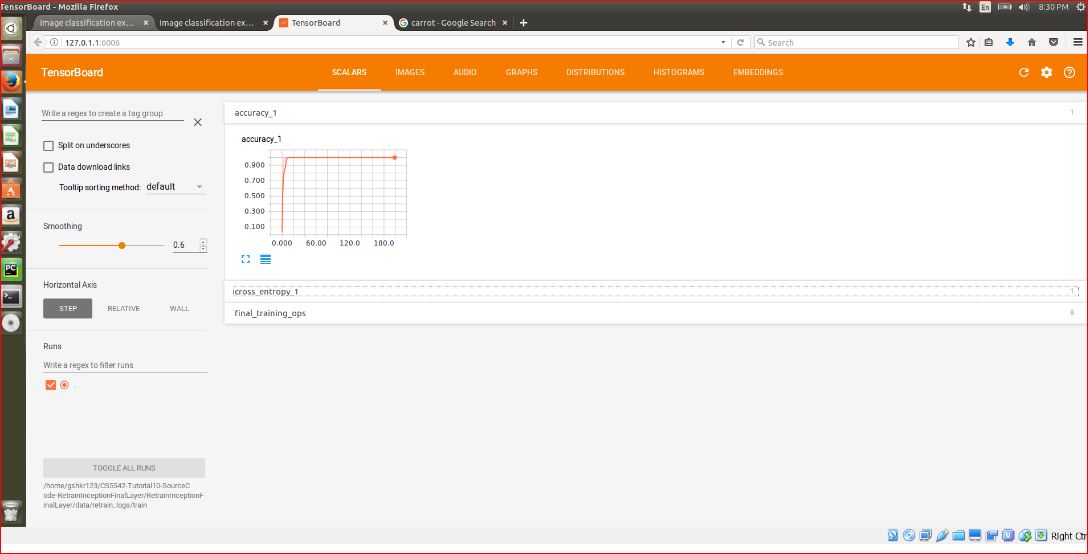 TensorBoard - Mozilla Firefox
En
8:30 PM
Image classification ex…
Image classification ex…
TensorBoard
carrot - Google Search
127.0.1.1:6006
Search
TensorBoard
SCALARS
IMAGES
AUDIO
GRAPHS
DISTRIBUTIONS
HISTOGRAMS
EMBEDDINGS
Write a regex to create a tag group
Split on underscores
Data download links
Tooltip sorting method: default
Smoothing
0.6
Horizontal Axis
STEP
RELATIVE
WALL
Runs
Write a regex to filter runs
.
TOGGLE ALL RUNS
/home/gshkr123/CS5542-Tutorial10-SourceC
ode-RetrainInceptionFinalLayer/RetrainInceptionF
inalLayer/data/retrain_logs/train
accuracy_1
1
accuracy_1
0.900
0.700
0.500
0.300
0.100
0.000 60.00 120.0 180.0
cross_entropy_1
1
final_training_ops
8
Right Ctr